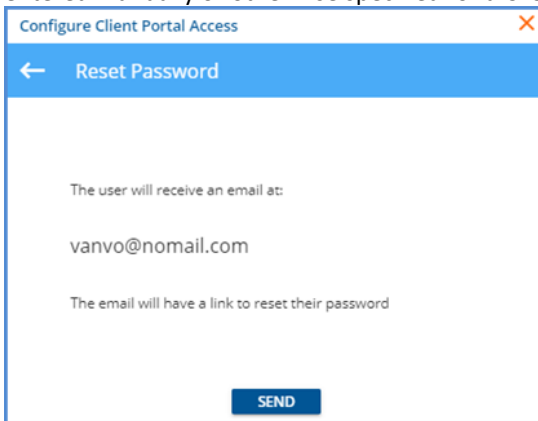 Configure Client Portal Access
Reset Password
The user will receive an email at:
vanvo@nomail.com
The email will have a link to reset their password
SEND